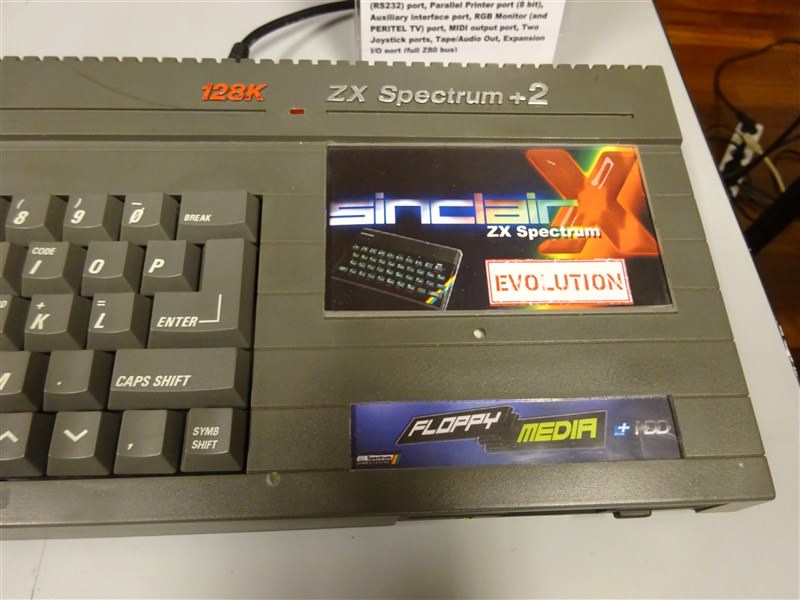 (RS232) port, Parallel Printer port (8 bit),
Auxiliary interface port, RGB Monitor (and
PERITEL TV) port, MIDI output port, Two
Joystick ports, Tape/Audio Out, Expansion
I/O port (full Z80 bus)
128K
ZX Spectrum +2
sinclair X
ZX Spectrum
EVOLUTION
( 8
) 9
_ 0
BREAK
CODE
I
O
P
+ K
= L
ENTER
M
.
CAPS SHIFT
,
SYMB
SHIFT
FLOPPY MEDIA + HDD
Spectrum